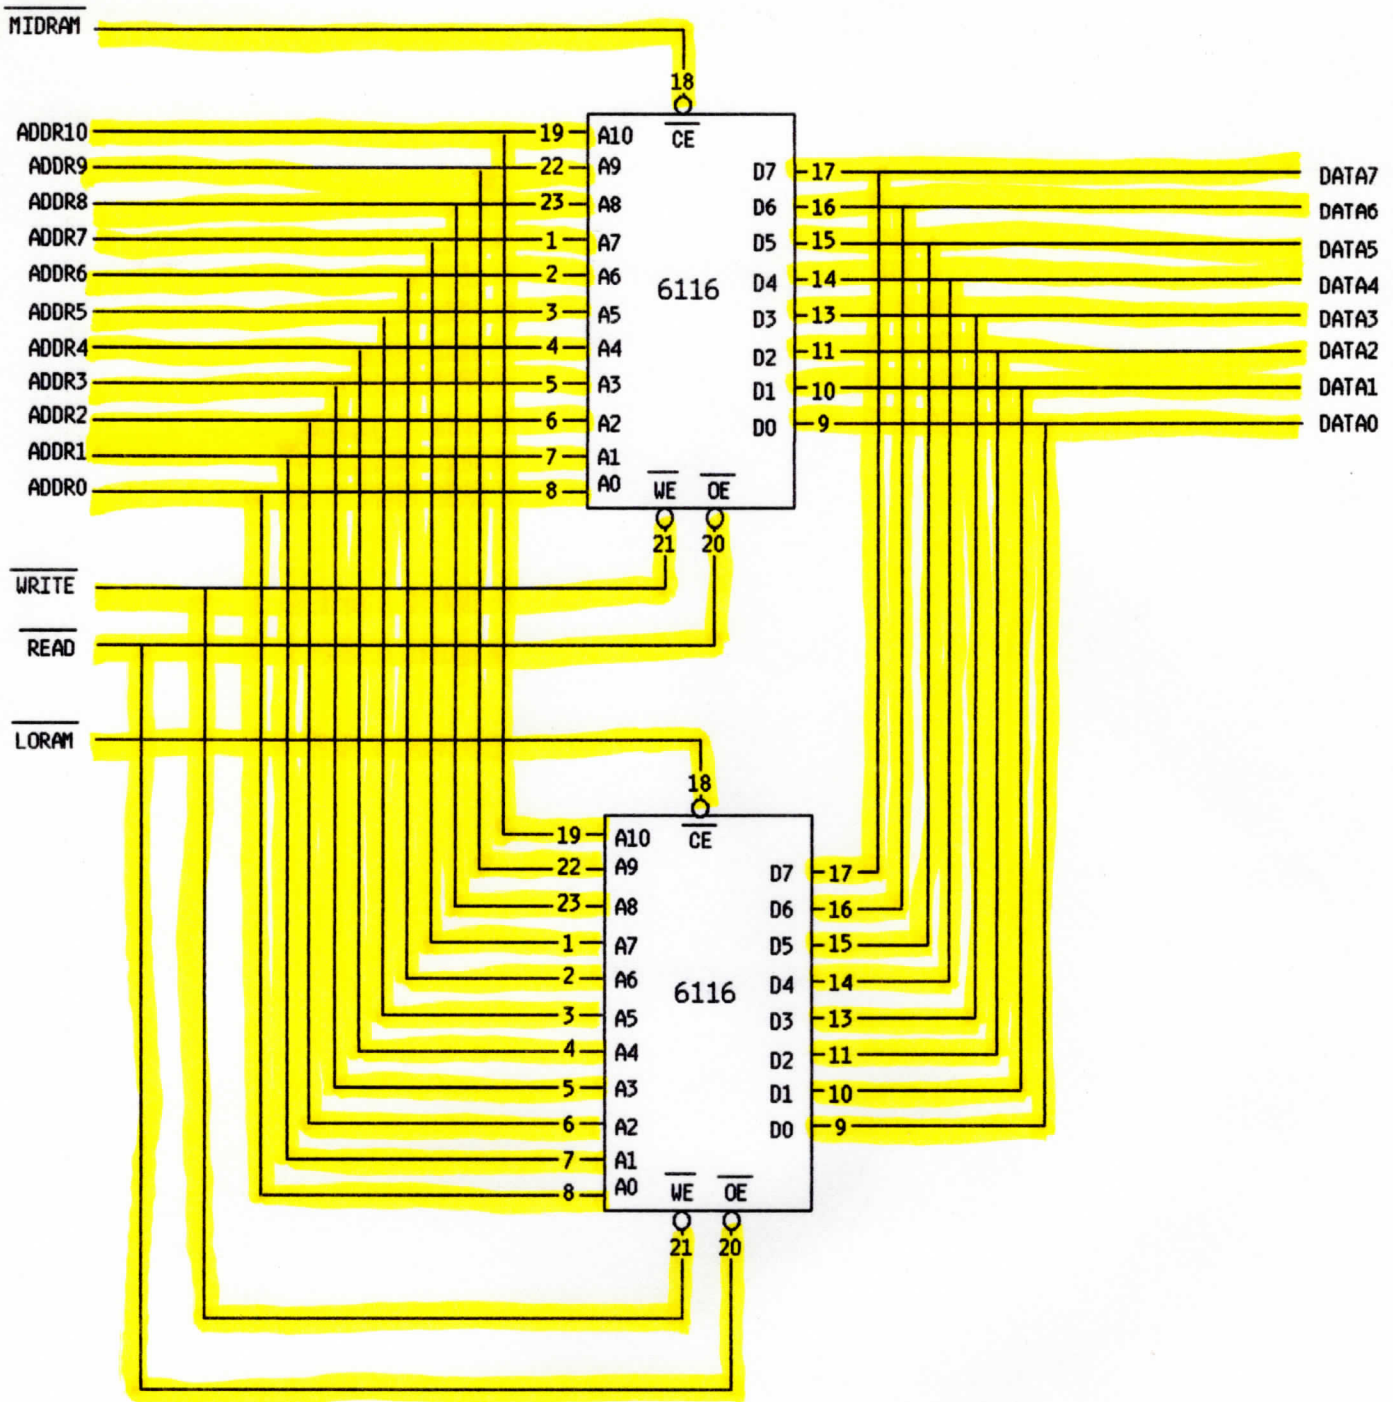 MIDRAM
18
ADDR10 19 A10 CE
ADDR9 22 A9 D7 17 DATA7
ADDR8 23 A8 D6 16 DATA6
ADDR7 1 A7 D5 15 DATA5
ADDR6 2 A6 6116 D4 14 DATA4
ADDR5 3 A5 D3 13 DATA3
ADDR4 4 A4 D2 11 DATA2
ADDR3 5 A3 D1 10 DATA1
ADDR2 6 A2 D0 9 DATA0
ADDR1 7 A1
ADDR0 8 A0 WE OE
21 20
WRITE
READ
LORAM
18
19 A10 CE
22 A9 D7 17
23 A8 D6 16
1 A7 D5 15
2 A6 6116 D4 14
3 A5 D3 13
4 A4 D2 11
5 A3 D1 10
6 A2 D0 9
7 A1
8 A0 WE OE
21 20